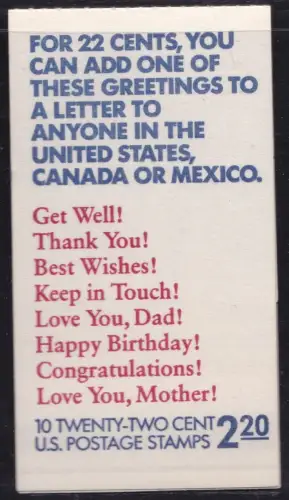 FOR 22 CENTS, YOU
CAN ADD ONE OF
THESE GREETINGS TO
A LETTER TO
ANYONE IN THE
UNITED STATES,
CANADA OR MEXICO.
Get Well!
Thank You!
Best Wishes!
Keep in Touch!
Love You, Dad!
Happy Birthday!
Congratulations!
Love You, Mother!
10 TWENTY-TWO CENT
U.S. POSTAGE STAMPS 2 20